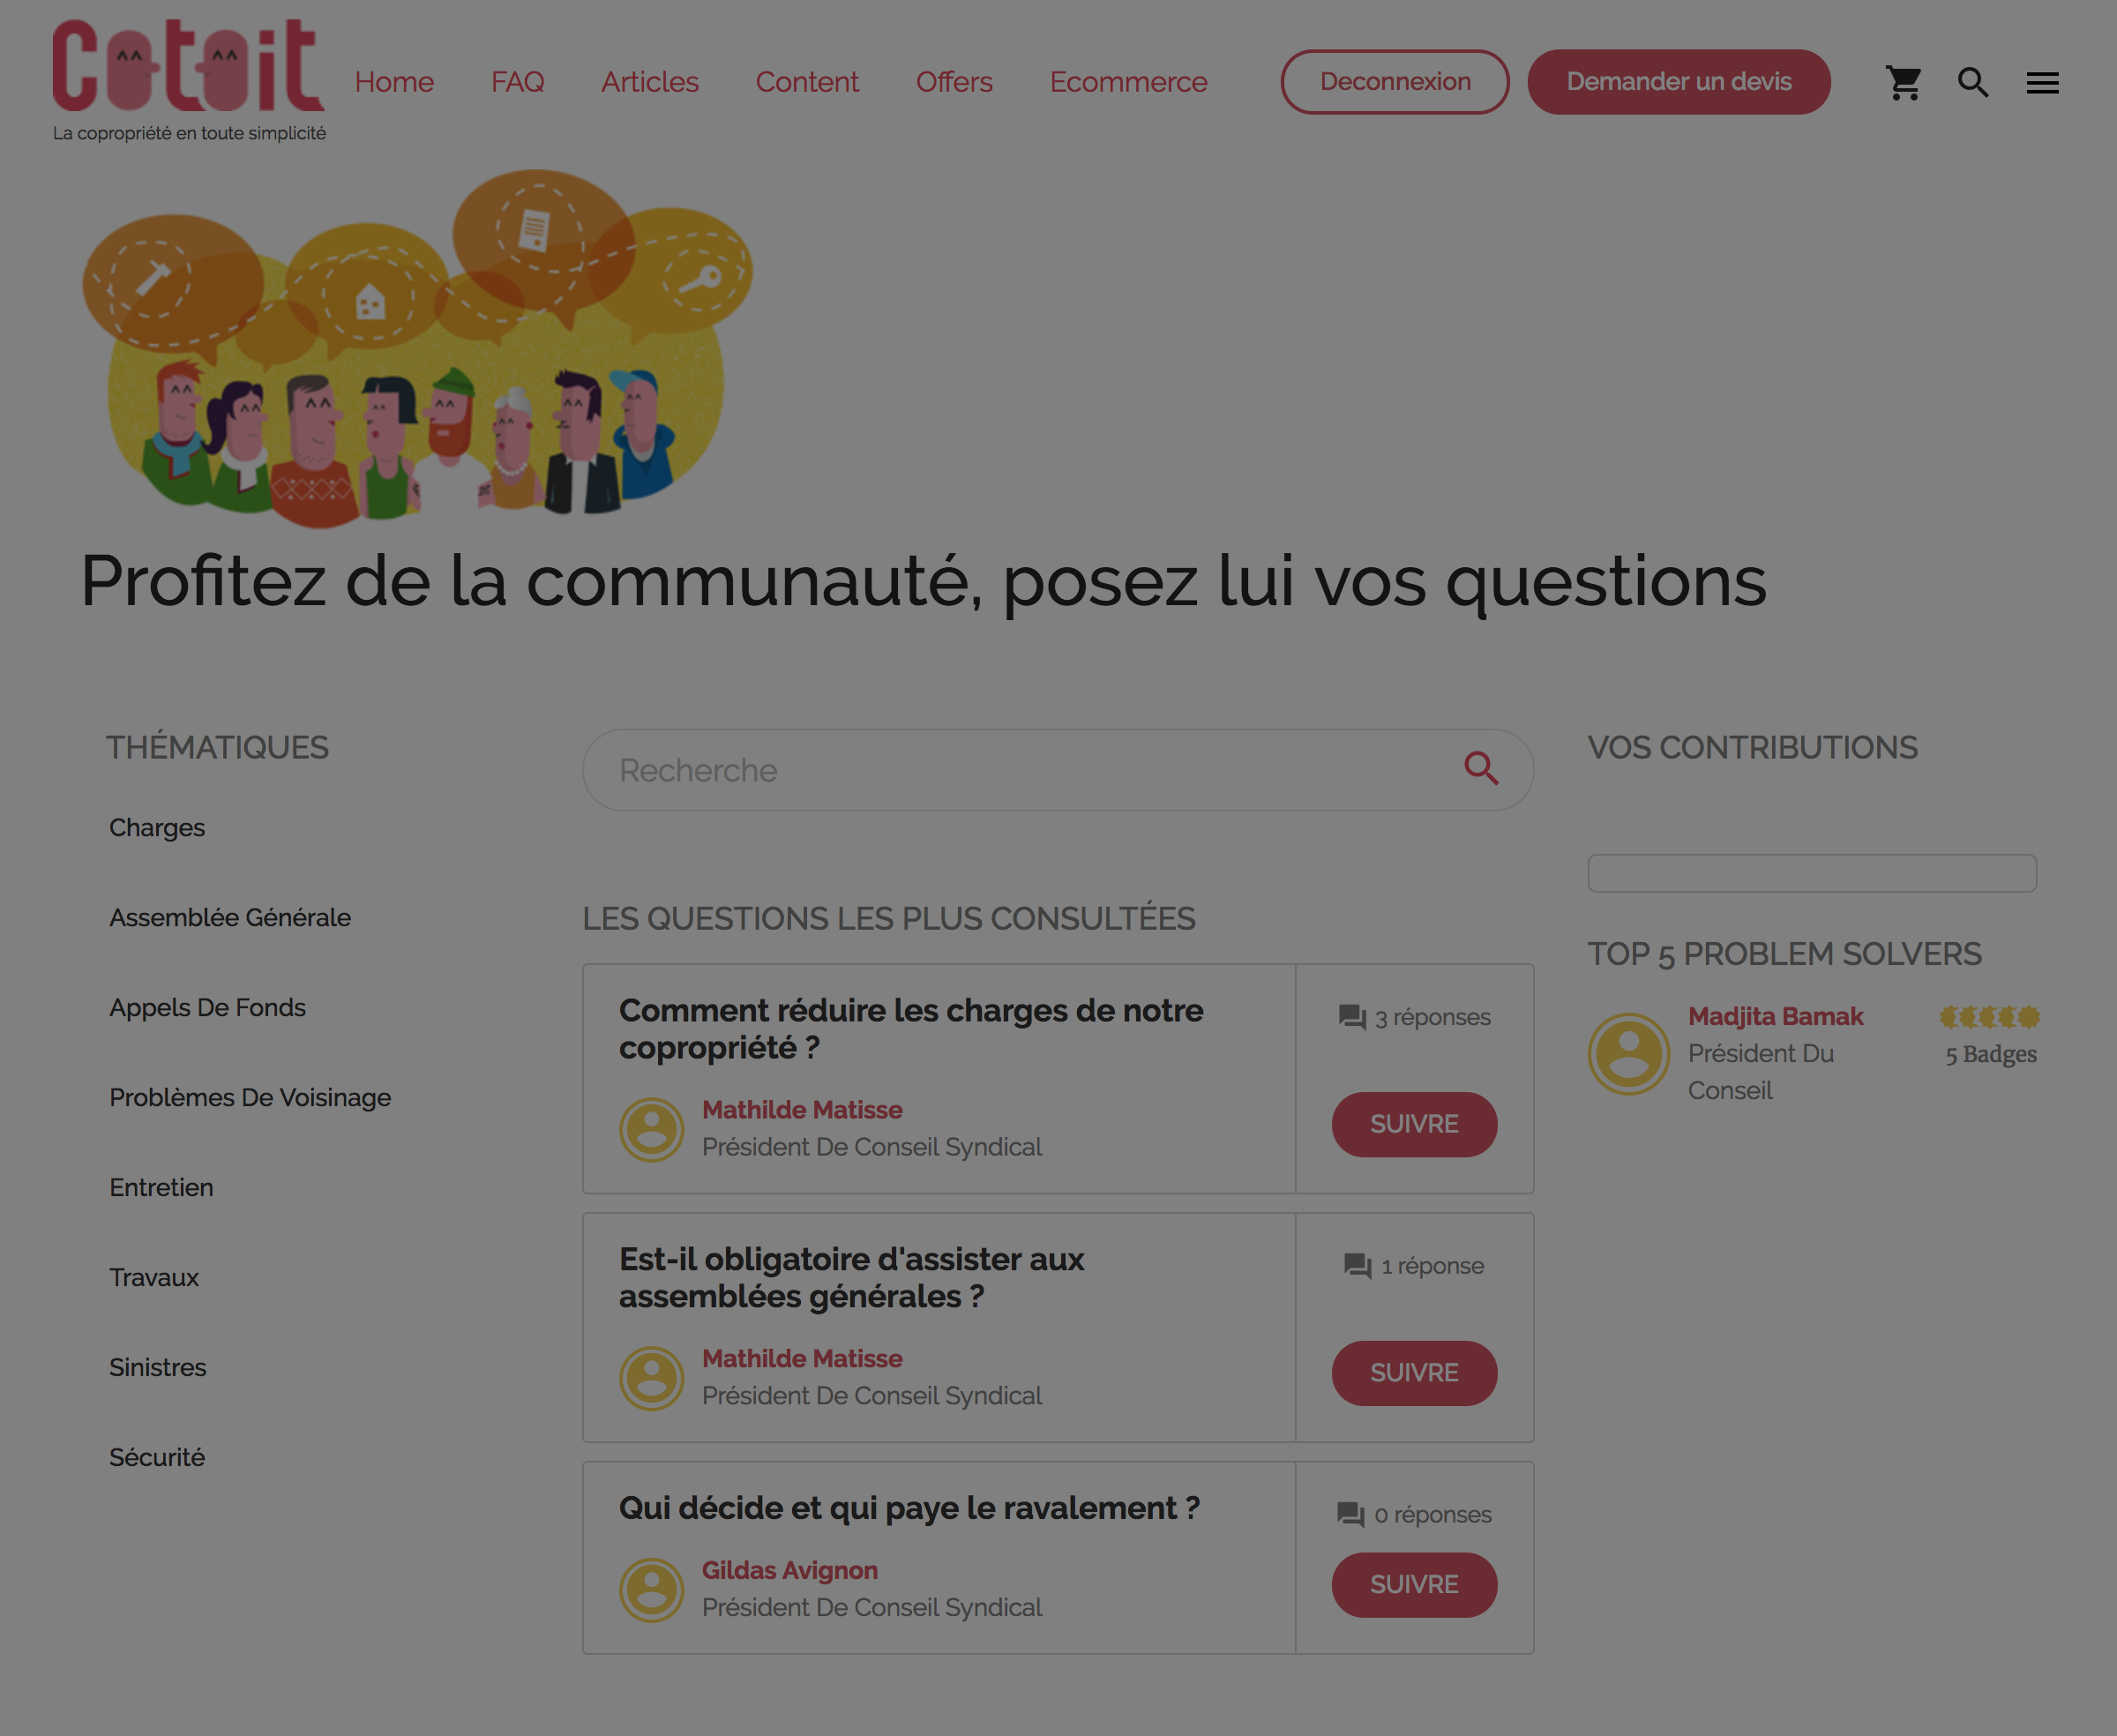 Cotoit
La copropriété en toute simplicité
Home FAQ Articles Content Offers Ecommerce Deconnexion Demander un devis
Profitez de la communauté, posez lui vos questions
THÉMATIQUES
Charges
Assemblée Générale
Appels De Fonds
Problèmes De Voisinage
Entretien
Travaux
Sinistres
Sécurité
Recherche
LES QUESTIONS LES PLUS CONSULTÉES
Comment réduire les charges de notre
copropriété ?
Mathilde Matisse
Président De Conseil Syndical
3 réponses
SUIVRE
Est-il obligatoire d'assister aux
assemblées générales ?
Mathilde Matisse
Président De Conseil Syndical
1 réponse
SUIVRE
Qui décide et qui paye le ravalement ?
Gildas Avignon
Président De Conseil Syndical
0 réponses
SUIVRE
VOS CONTRIBUTIONS
TOP 5 PROBLEM SOLVERS
Madjita Bamak
Président Du
Conseil
5 Badges